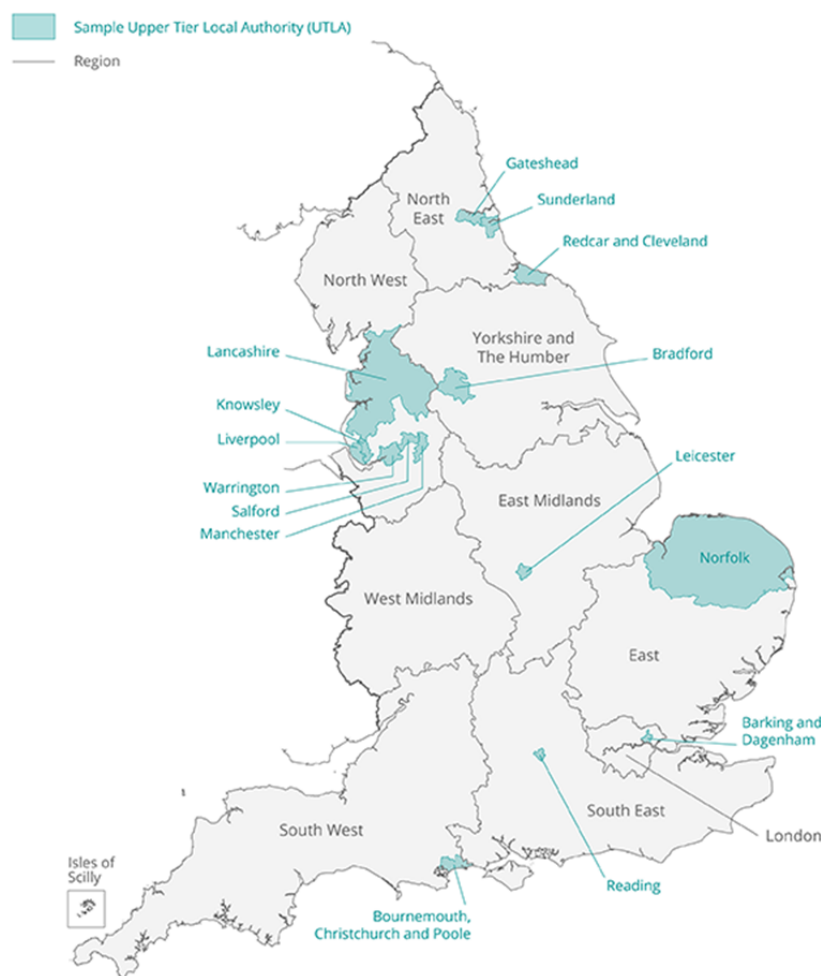 Sample Upper Tier Local Authority (UTLA)
Region
Gateshead
North
East
Sunderland
Redcar and Cleveland
North West
Yorkshire and
The Humber
Lancashire
Bradford
Knowsley
Liverpool
Leicester
Warrington
East Midlands
Salford
Manchester
Norfolk
West Midlands
East
Barking and
Dagenham
South East
South West
London
Isles of
Scilly
Reading
Bournemouth,
Christchurch and Poole